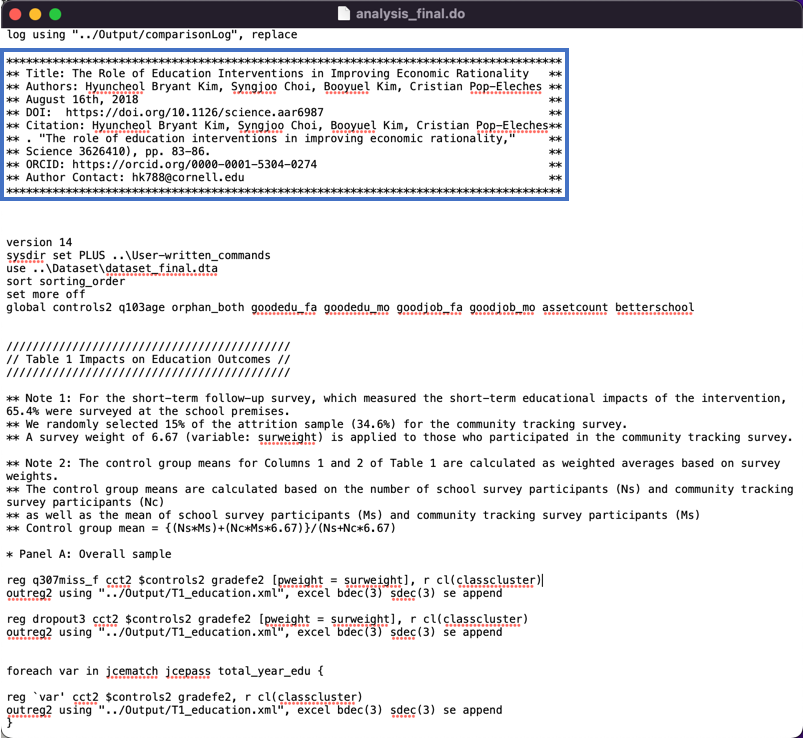 analysis_final.do
log using "../Output/comparisonLog", replace
************************************************************************************
** Title: The Role of Education Interventions in Improving Economic Rationality **
** Authors: Hyuncheol Bryant Kim, Syngjoo Choi, Booyuel Kim, Cristian Pop-Eleches **
** August 16th, 2018 **
** DOI: https://doi.org/10.1126/science.aar6987 **
** Citation: Hyuncheol Bryant Kim, Syngjoo Choi, Booyuel Kim, Cristian Pop-Eleches**
** . "The role of education interventions in improving economic rationality," **
** Science 3626410), pp. 83-86. **
** ORCID: https://orcid.org/0000-0001-5304-0274 **
** Author Contact: hk788@cornell.edu **
************************************************************************************
version 14
sysdir set PLUS ..\User-written_commands
use ..\Dataset\dataset_final.dta
sort sorting_order
set more off
global controls2 q103age orphan_both goodedu_fa goodedu_mo goodjob_fa goodjob_mo assetcount betterschool
///////////////////////////////////////////
// Table 1 Impacts on Education Outcomes //
///////////////////////////////////////////
** Note 1: For the short-term follow-up survey, which measured the short-term educational impacts of the intervention,
65.4% were surveyed at the school premises.
** We randomly selected 15% of the attrition sample (34.6%) for the community tracking survey.
** A survey weight of 6.67 (variable: surweight) is applied to those who participated in the community tracking survey.
** Note 2: The control group means for Columns 1 and 2 of Table 1 are calculated as weighted averages based on survey
weights.
** The control group means are calculated based on the number of school survey participants (Ns) and community tracking
survey participants (Nc)
** as well as the mean of school survey participants (Ms) and community tracking survey participants (Ms)
** Control group mean = {(Ns*Ms)+(Nc*Ms*6.67)}/(Ns+Nc*6.67)
* Panel A: Overall sample
reg q307miss_f cct2 $controls2 gradefe2 [pweight = surweight], r cl(classcluster)
outreg2 using "../Output/T1_education.xml", excel bdec(3) sdec(3) se append
reg dropout3 cct2 $controls2 gradefe2 [pweight = surweight], r cl(classcluster)
outreg2 using "../Output/T1_education.xml", excel bdec(3) sdec(3) se append
foreach var in jcematch jcepass total_year_edu {
reg `var' cct2 $controls2 gradefe2, r cl(classcluster)
outreg2 using "../Output/T1_education.xml", excel bdec(3) sdec(3) se append
}